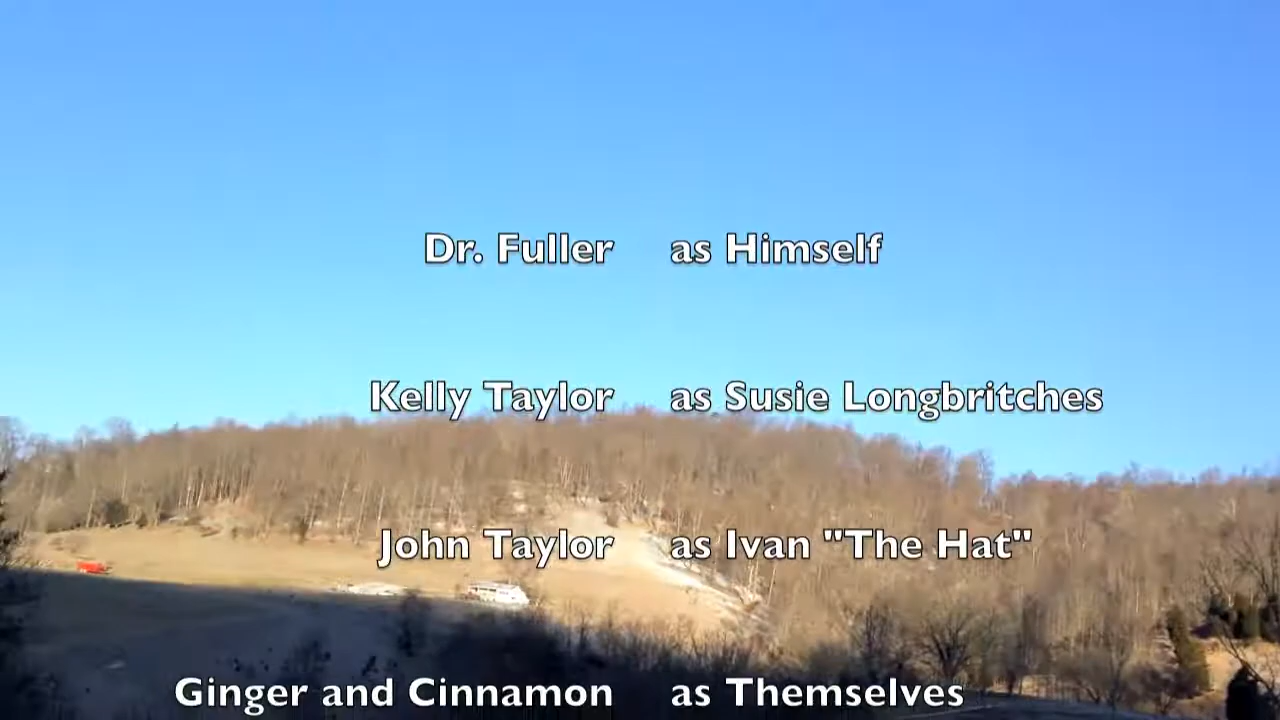 Dr. Fuller as Himself
Kelly Taylor as Susie Longbritches
John Taylor as Ivan "The Hat"
Ginger and Cinnamon as Themselves